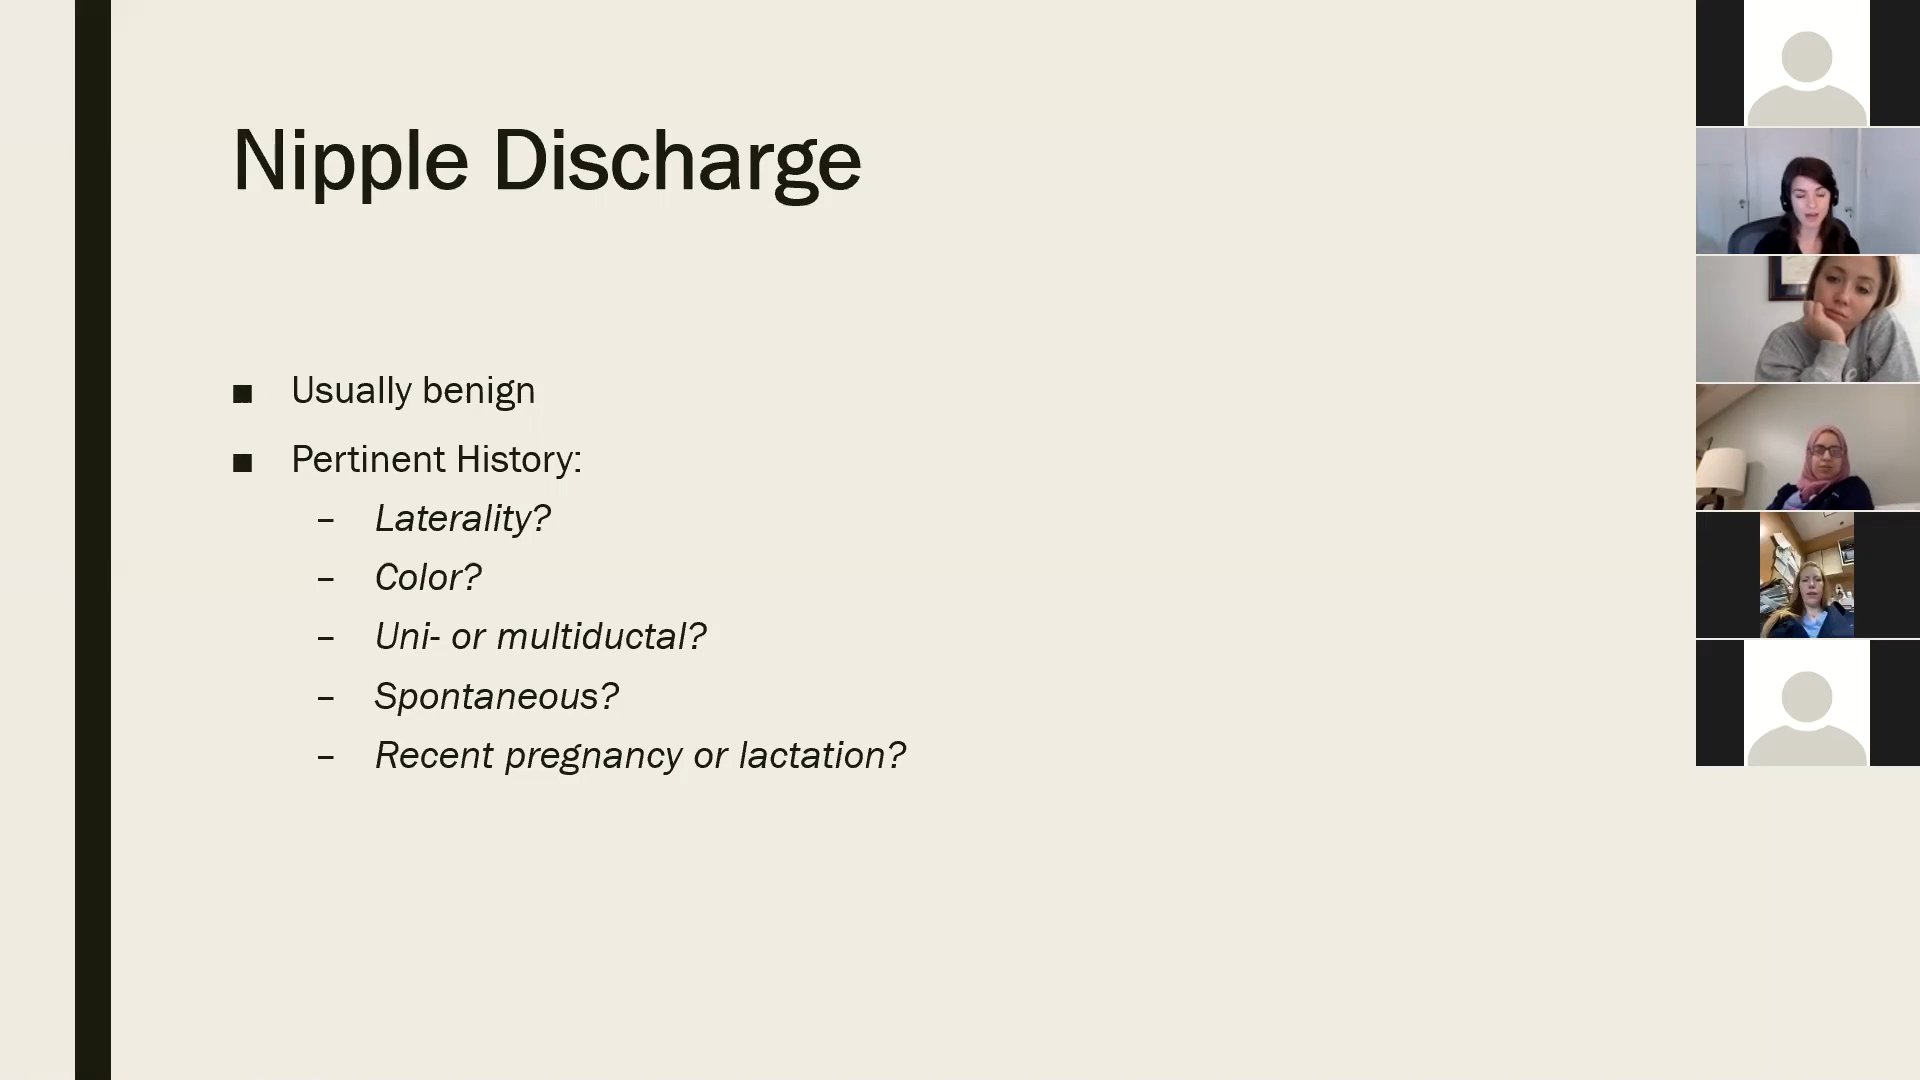 Nipple Discharge
■ Usually benign
■ Pertinent History:
– Laterality?
– Color?
– Uni- or multiductal?
– Spontaneous?
– Recent pregnancy or lactation?